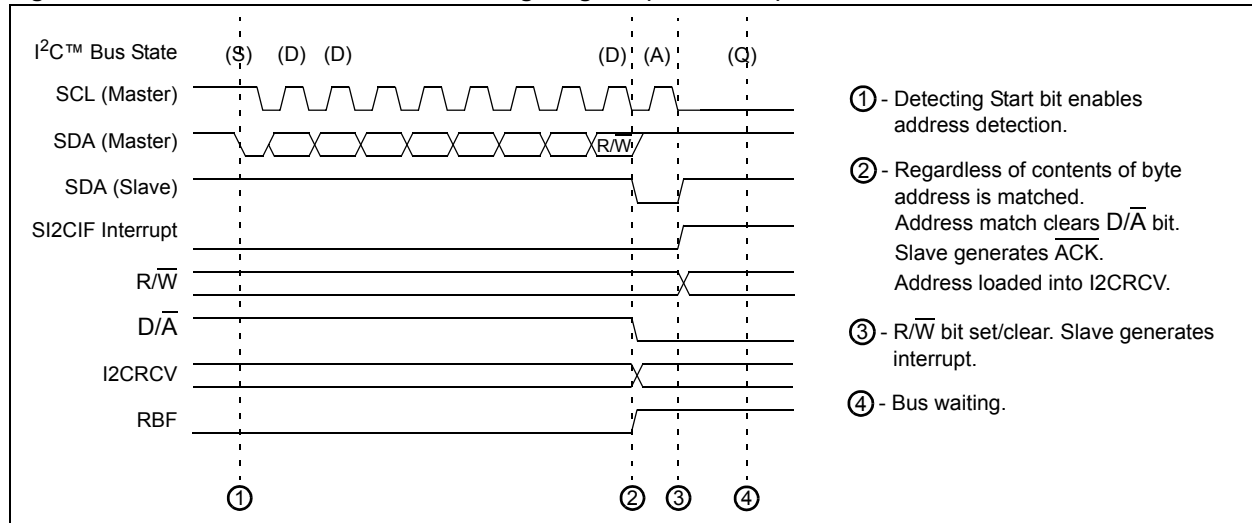 I²C™ Bus State (S) (D) (D) (D) (A) (Q)
SCL (Master)
SDA (Master) R/W̅
SDA (Slave)
SI2CIF Interrupt
R/W̅
D/A̅
I2CRCV
RBF
1 2 3 4
1 - Detecting Start bit enables
address detection.
2 - Regardless of contents of byte
address is matched.
Address match clears D/A̅ bit.
Slave generates A̅C̅K̅.
Address loaded into I2CRCV.
3 - R/W̅ bit set/clear. Slave generates
interrupt.
4 - Bus waiting.